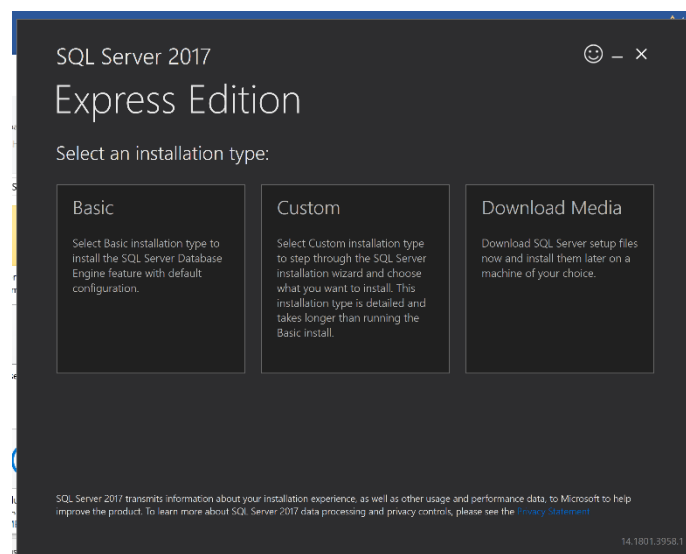 SQL Server 2017
Express Edition
Select an installation type:
Basic
Select Basic installation type to
install the SQL Server Database
Engine feature with default
configuration.
Custom
Select Custom installation type
to step through the SQL Server
installation wizard and choose
what you want to install. This
installation type is detailed and
takes longer than running the
Basic install.
Download Media
Download SQL Server setup files
now and install them later on a
machine of your choice.
SQL Server 2017 transmits information about your installation experience, as well as other usage and performance data, to Microsoft to help
improve the product. To learn more about SQL Server 2017 data processing and privacy controls, please see the Privacy Statement
14.1801.3958.1